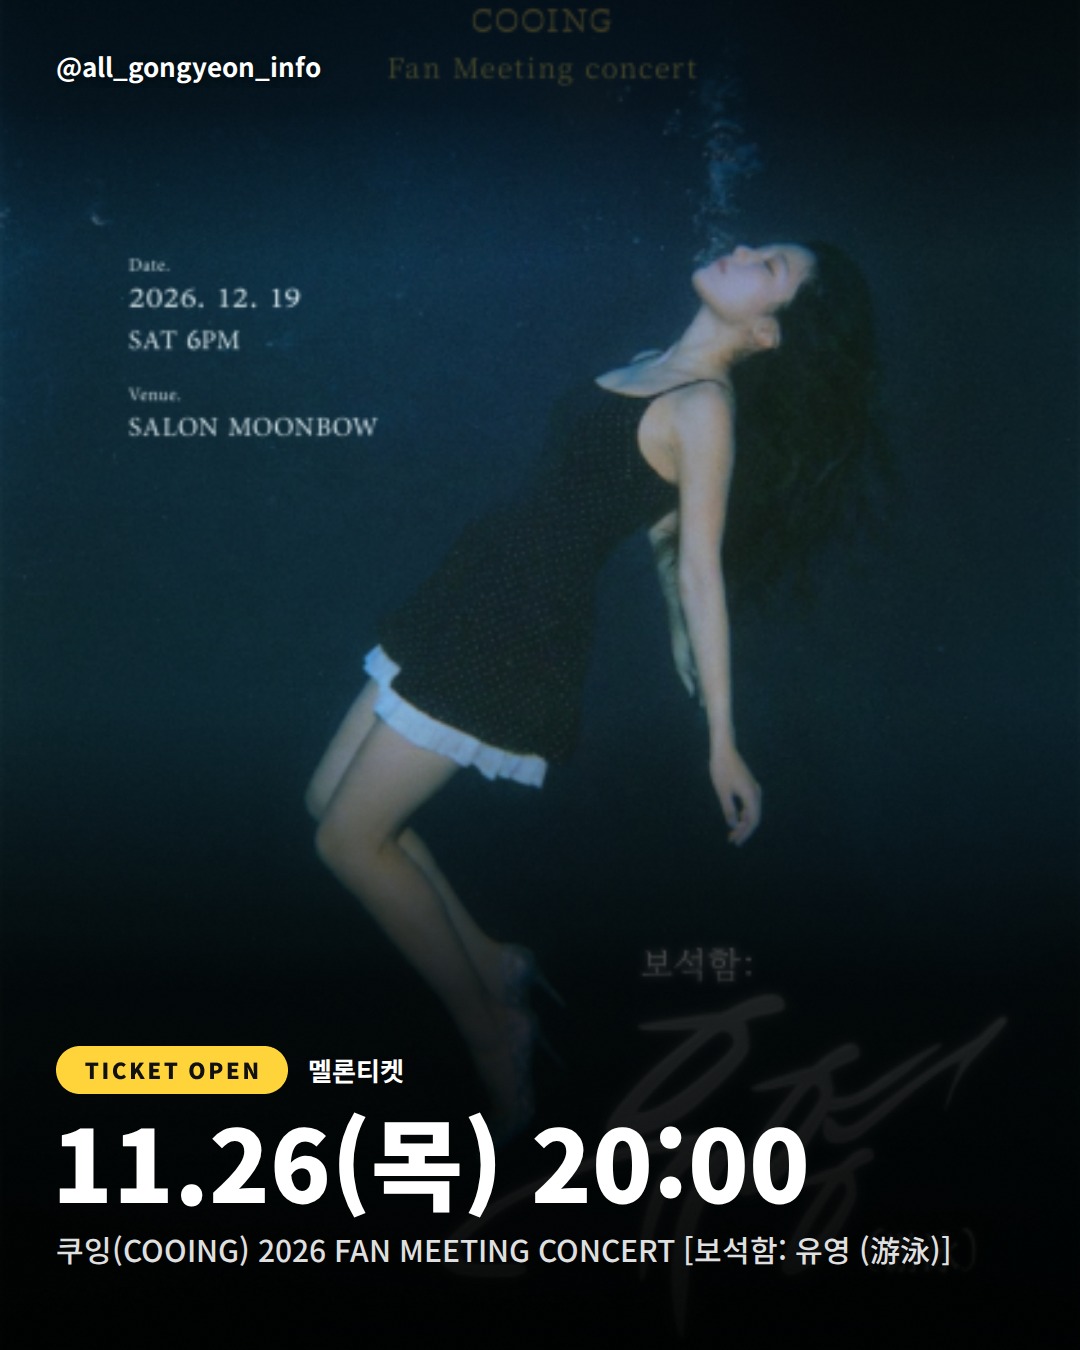 COOING
@all_gongyeon_info
Fan Meeting concert
Date.
2026. 12. 19
SAT 6PM
Venue.
SALON MOONBOW
보석함:
유영
TICKET OPEN
멜론티켓
11.26(목) 20:00
쿠잉(COOING) 2026 FAN MEETING CONCERT [보석함: 유영 (游泳)]